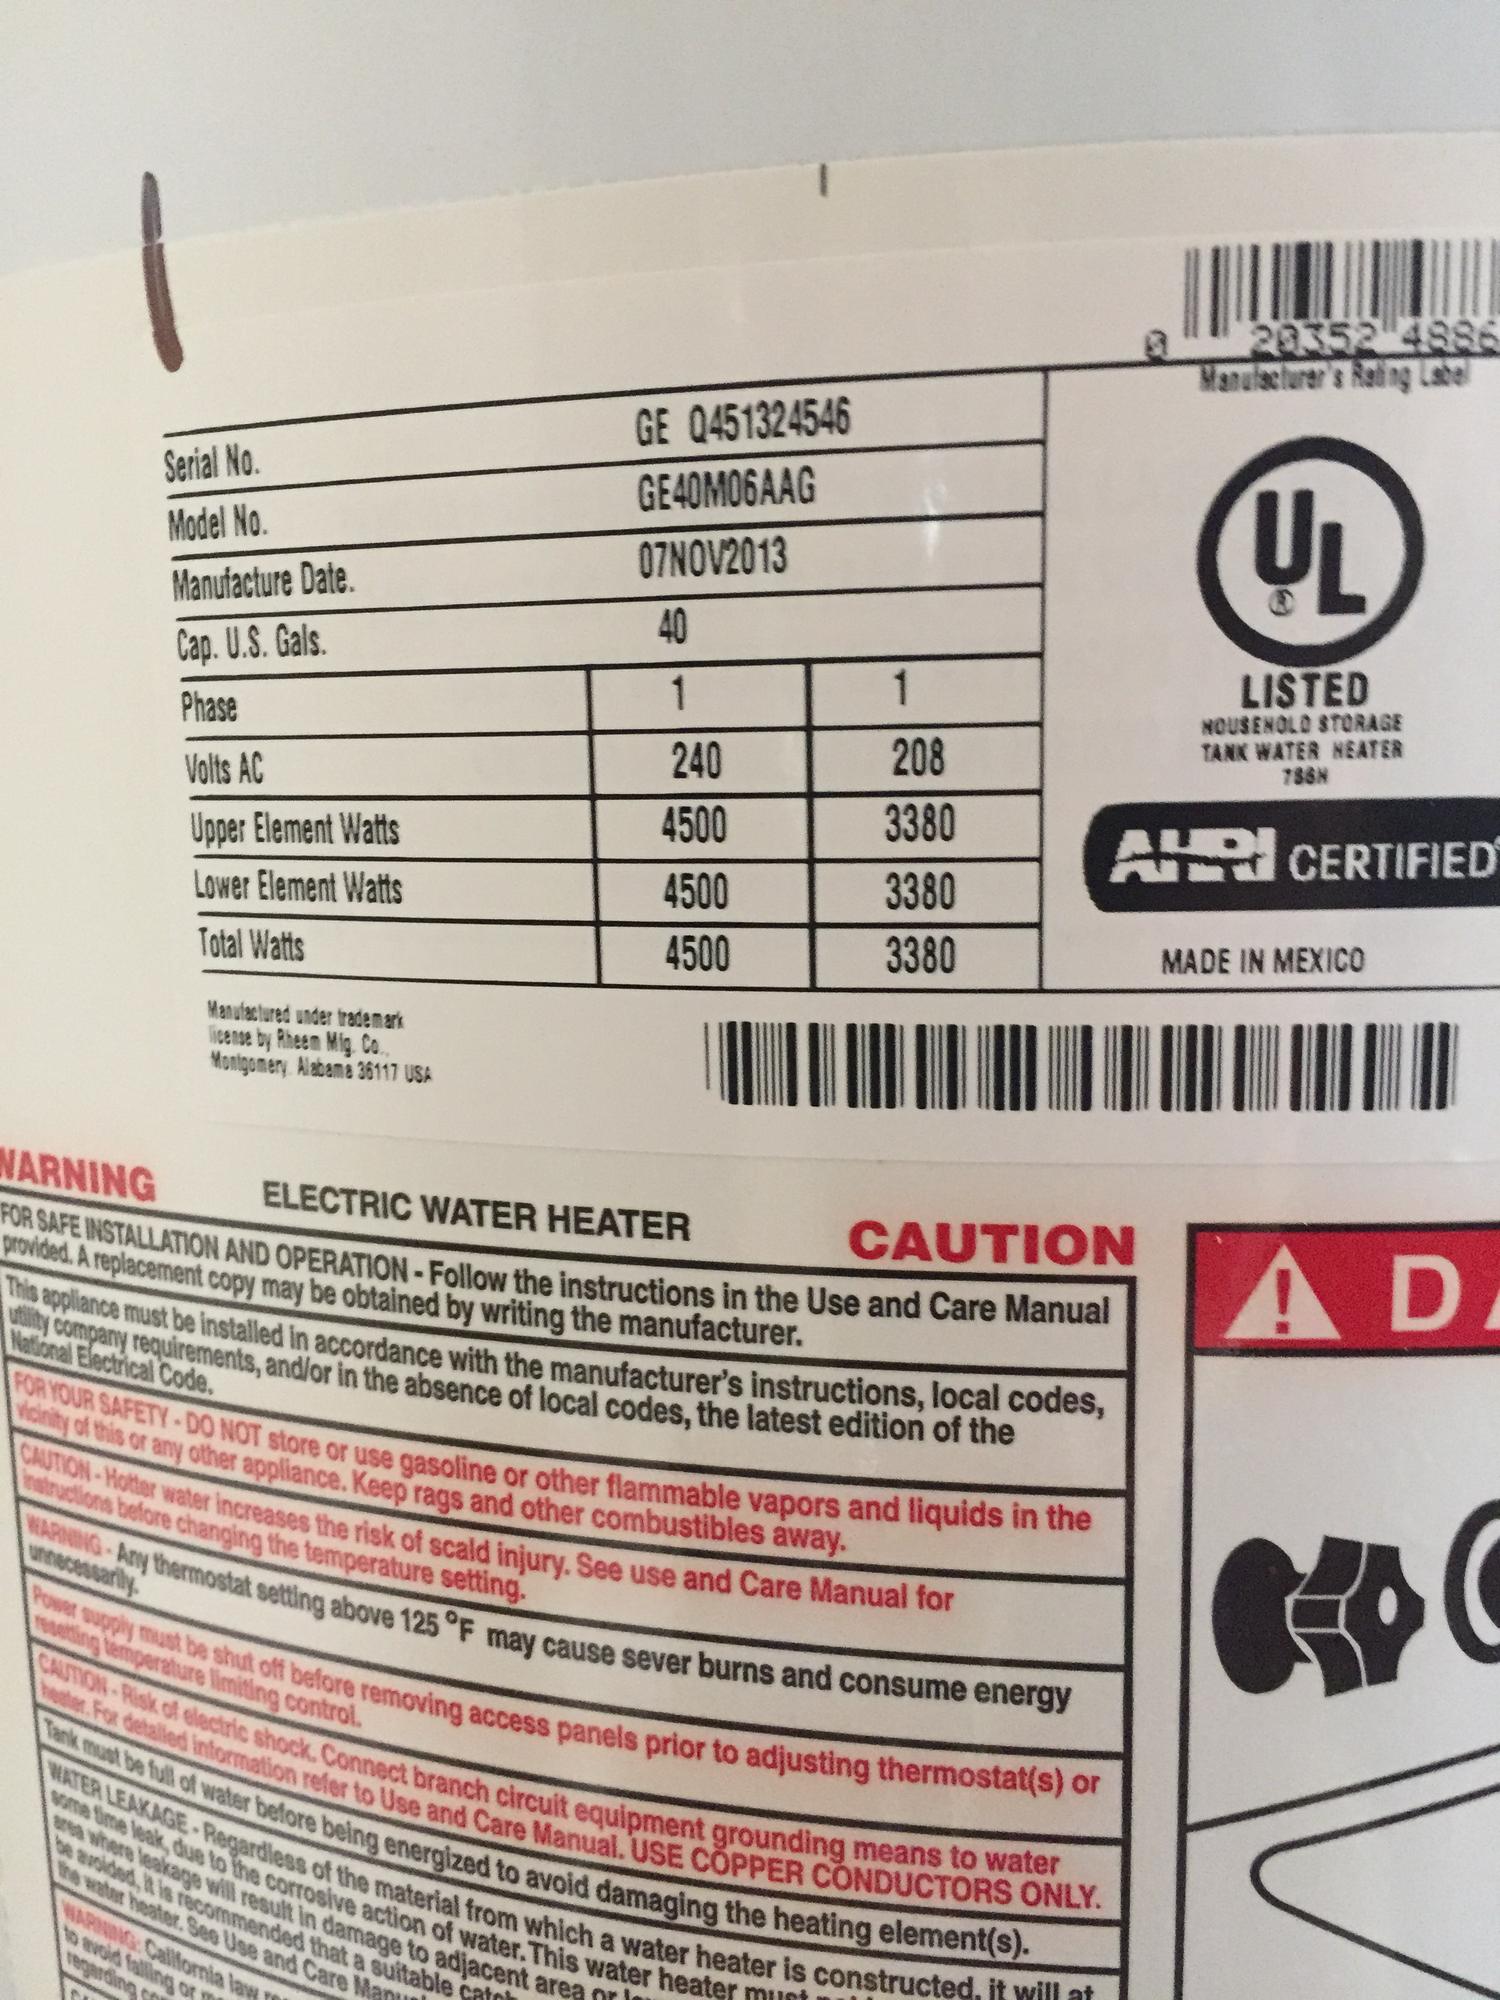 0 20352 4886
Manufacturer's Rating Label
Serial No. GE Q451324546
Model No. GE40M06AAG
Manufacture Date. 07NOV2013
Cap. U.S. Gals. 40
Phase 1 1
Volts AC 240 208
Upper Element Watts 4500 3380
Lower Element Watts 4500 3380
Total Watts 4500 3380
UL
®
LISTED
HOUSEHOLD STORAGE
TANK WATER HEATER
786H
AHRI CERTIFIED
MADE IN MEXICO
Manufactured under trademark
license by Rheem Mfg. Co.,
Montgomery, Alabama 36117 USA
WARNING ELECTRIC WATER HEATER CAUTION
FOR SAFE INSTALLATION AND OPERATION - Follow the instructions in the Use and Care Manual
provided. A replacement copy may be obtained by writing the manufacturer.
This appliance must be installed in accordance with the manufacturer's instructions, local codes,
utility company requirements, and/or in the absence of local codes, the latest edition of the
National Electrical Code.
FOR YOUR SAFETY - DO NOT store or use gasoline or other flammable vapors and liquids in the
vicinity of this or any other appliance. Keep rags and other combustibles away.
CAUTION - Hotter water increases the risk of scald injury. See use and Care Manual for
instructions before changing the temperature setting.
WARNING - Any thermostat setting above 125 °F may cause sever burns and consume energy
unnecessarily.
Power supply must be shut off before removing access panels prior to adjusting thermostat(s) or
resetting temperature limiting control.
CAUTION - Risk of electric shock. Connect branch circuit equipment grounding means to water
heater. For detailed information refer to Use and Care Manual. USE COPPER CONDUCTORS ONLY.
Tank must be full of water before being energized to avoid damaging the heating element(s).
WATER LEAKAGE - Regardless of the material from which a water heater is constructed, it will at
some time leak, due to the corrosive action of water. This water heater must
area where leakage will result in damage to adjacent area or
be avoided, it is recommended that a suitable
the water heater. See Use and Care
WARNING: California law
to avoid falling or
regarding
D